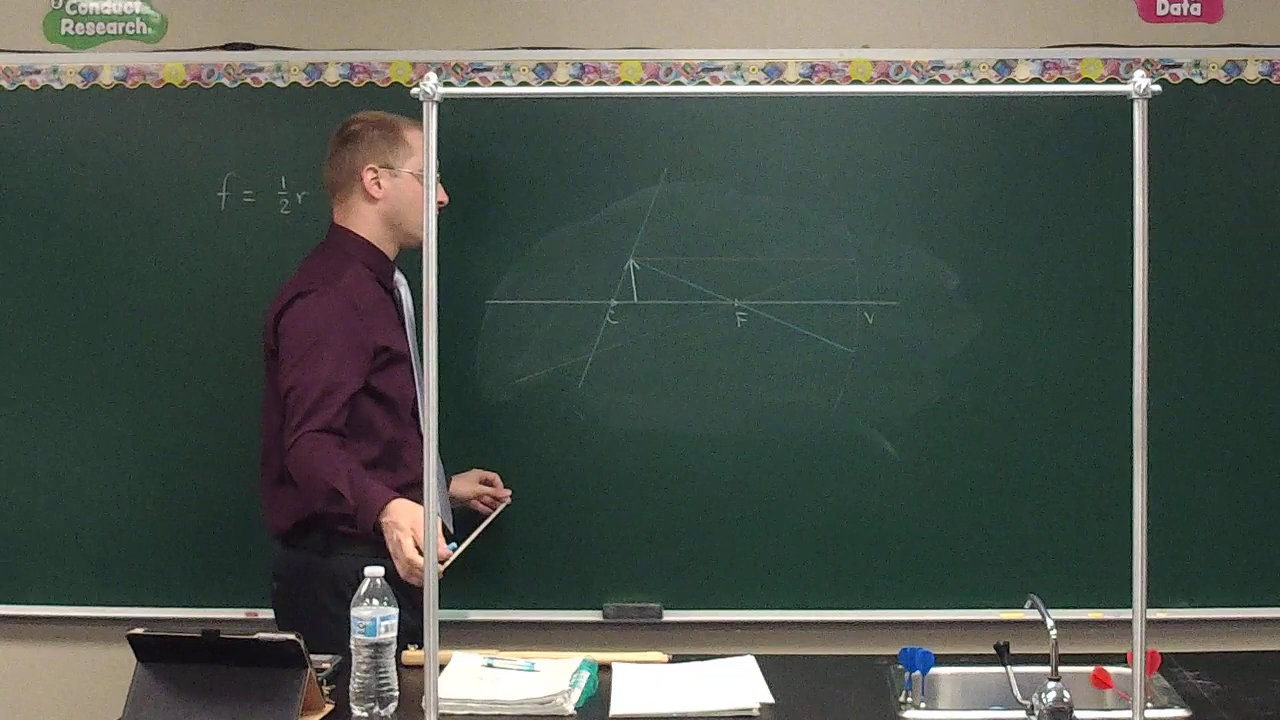 Conduct
Research.
Data
f = 1/2 r
C
F
V